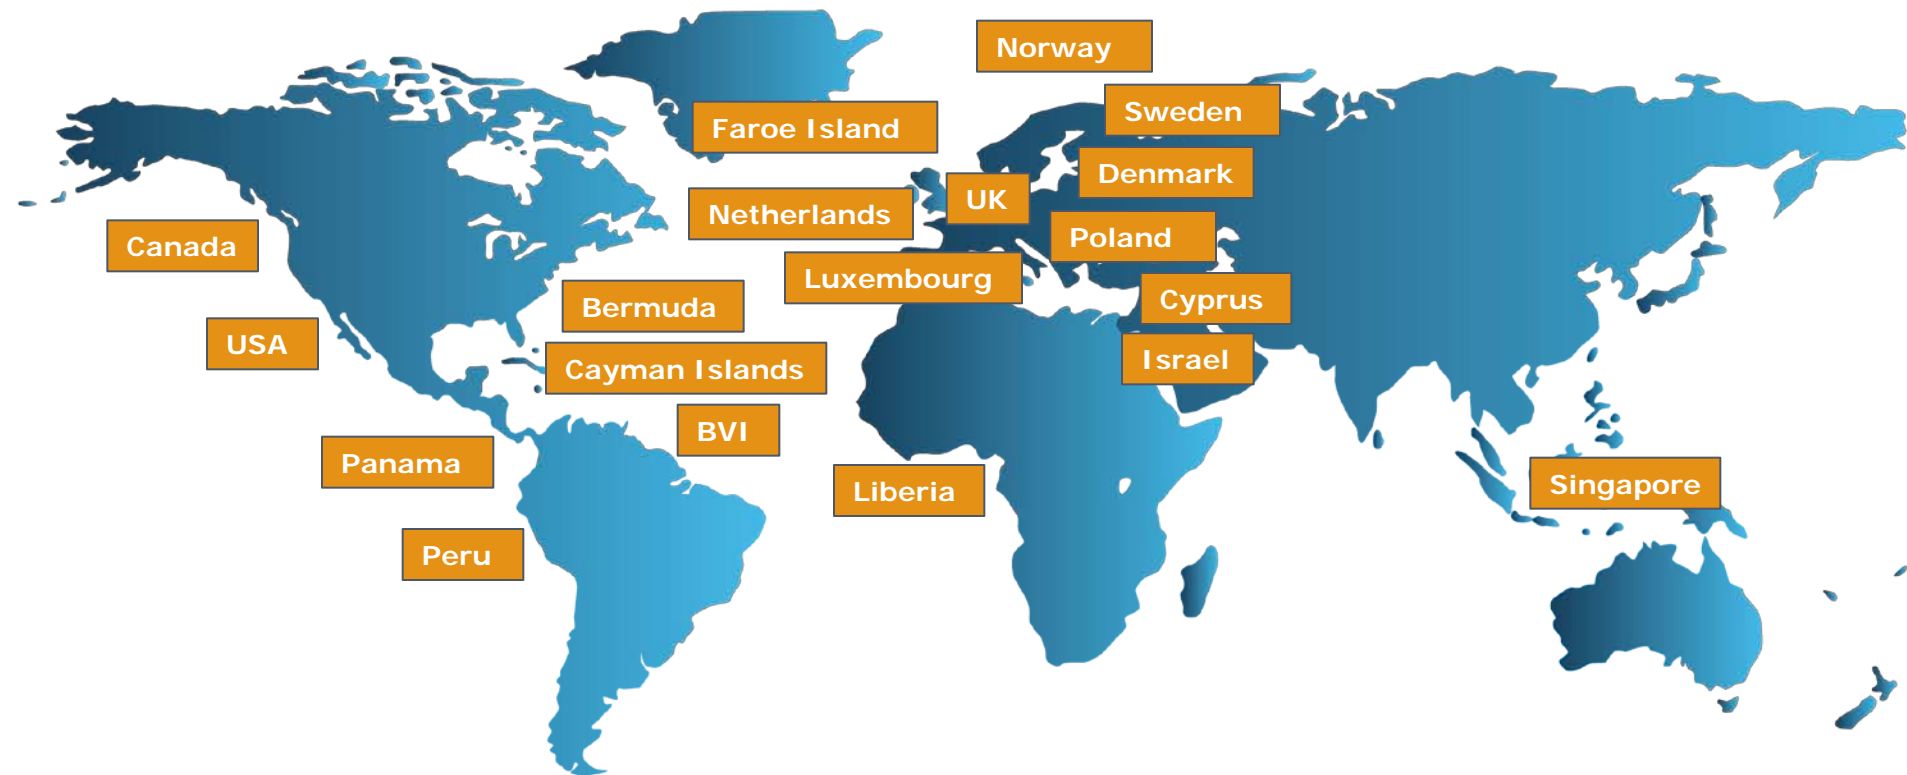 Norway
Sweden
Faroe Island
Denmark
UK
Netherlands
Poland
Canada
Luxembourg
Cyprus
Bermuda
USA
Israel
Cayman Islands
BVI
Panama
Liberia
Singapore
Peru